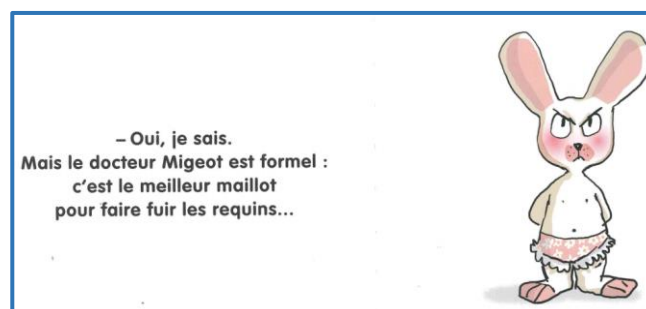 – Oui, je sais.
Mais le docteur Migeot est formel :
c'est le meilleur maillot
pour faire fuir les requins...